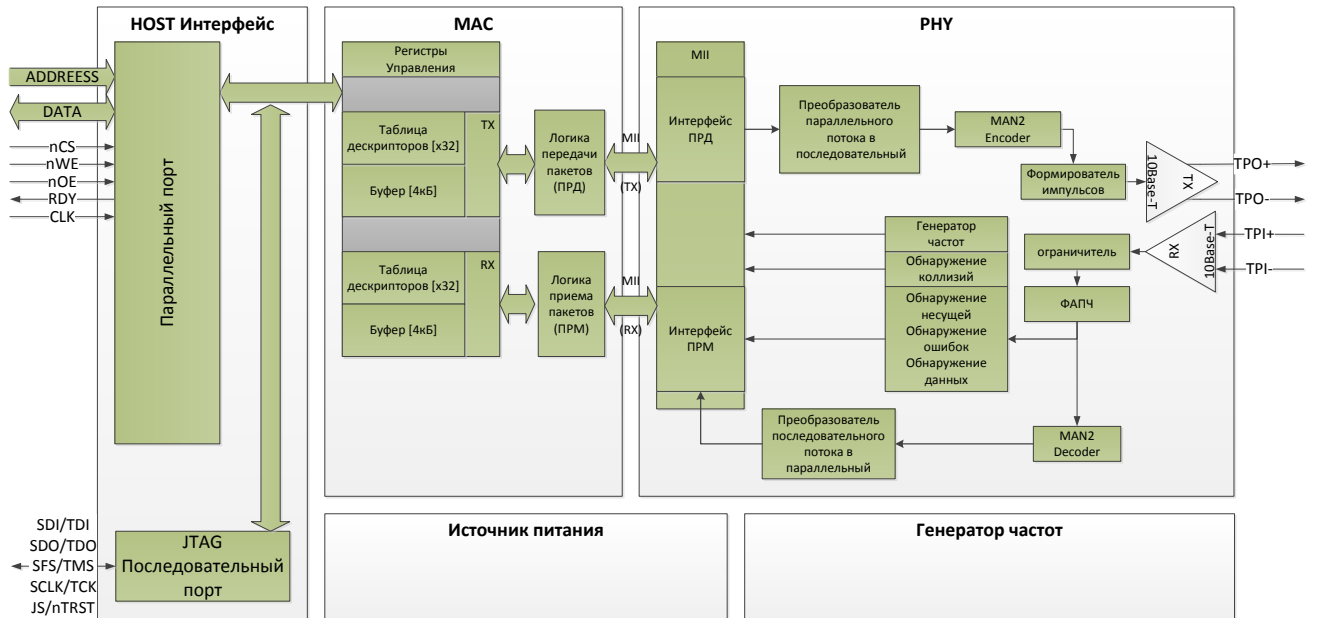 HOST Интерфейс
ADDREESS
DATA
nCS
nWE
nOE
RDY
CLK
Параллельный порт
SDI/TDI
SDO/TDO
SFS/TMS
SCLK/TCK
JS/nTRST
JTAG
Последовательный
порт
MAC
Регистры
Управления
Таблица
дескрипторов [x32]
Буфер [4кБ]
TX
Логика
передачи
пакетов
(ПРД)
MII
(TX)
Таблица
дескрипторов [x32]
Буфер [4кБ]
RX
Логика
приема
пакетов
(ПРМ)
MII
(RX)
PHY
MII
Интерфейс
ПРД
Интерфейс
ПРМ
Преобразователь
параллельного
потока в
последовательный
MAN2
Encoder
Формирователь
импульсов
10Base-T
TX
TPO+
TPO-
TPI+
TPI-
10Base-T
RX
ограничитель
ФАПЧ
Генератор
частот
Обнаружение
коллизий
Обнаружение
несущей
Обнаружение
ошибок
Обнаружение
данных
MAN2
Decoder
Преобразователь
последовательного
потока в
параллельный
Источник питания
Генератор частот